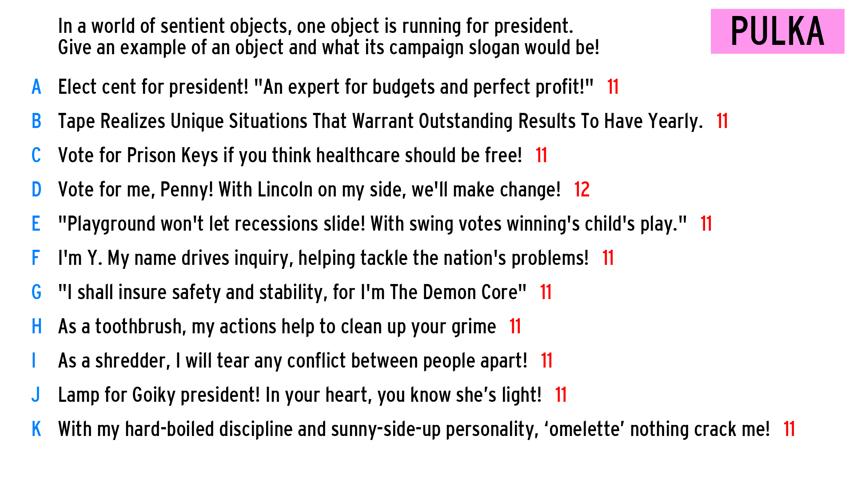 In a world of sentient objects, one object is running for president.
Give an example of an object and what its campaign slogan would be!
PULKA
A Elect cent for president! "An expert for budgets and perfect profit!" 11
B Tape Realizes Unique Situations That Warrant Outstanding Results To Have Yearly. 11
C Vote for Prison Keys if you think healthcare should be free! 11
D Vote for me, Penny! With Lincoln on my side, we'll make change! 12
E "Playground won't let recessions slide! With swing votes winning's child's play." 11
F I'm Y. My name drives inquiry, helping tackle the nation's problems! 11
G "I shall insure safety and stability, for I'm The Demon Core" 11
H As a toothbrush, my actions help to clean up your grime 11
I As a shredder, I will tear any conflict between people apart! 11
J Lamp for Goiky president! In your heart, you know she’s light! 11
K With my hard-boiled discipline and sunny-side-up personality, ‘omelette’ nothing crack me! 11